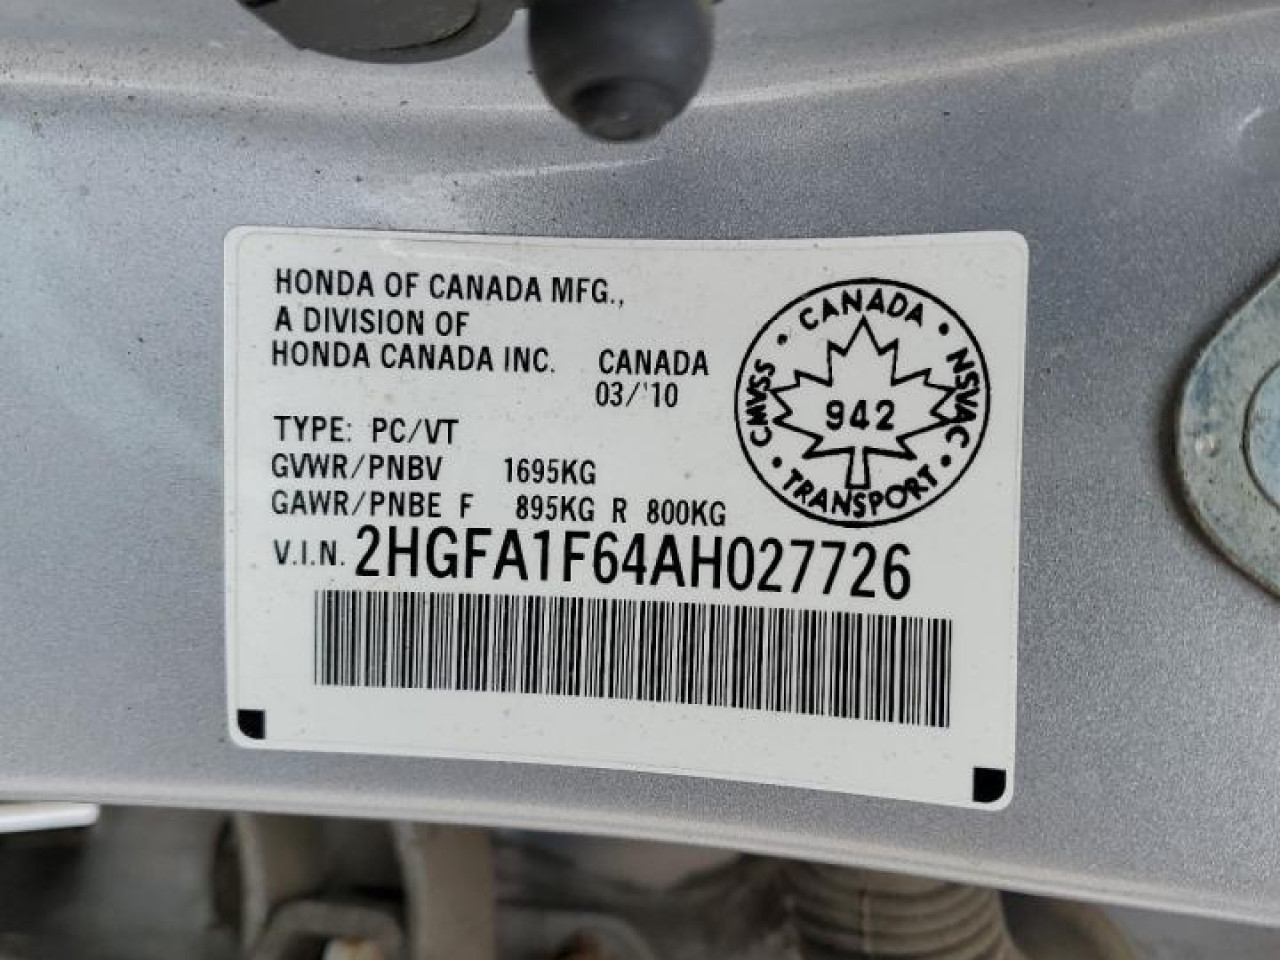 HONDA OF CANADA MFG.,
A DIVISION OF
HONDA CANADA INC. CANADA
03/'10
TYPE: PC/VT
GVWR/PNBV 1695KG
GAWR/PNBE F 895KG R 800KG
V.I.N. 2HGFA1F64AH027726
• CANADA •
CMVSS • NSVAC
942
• TRANSPORT •